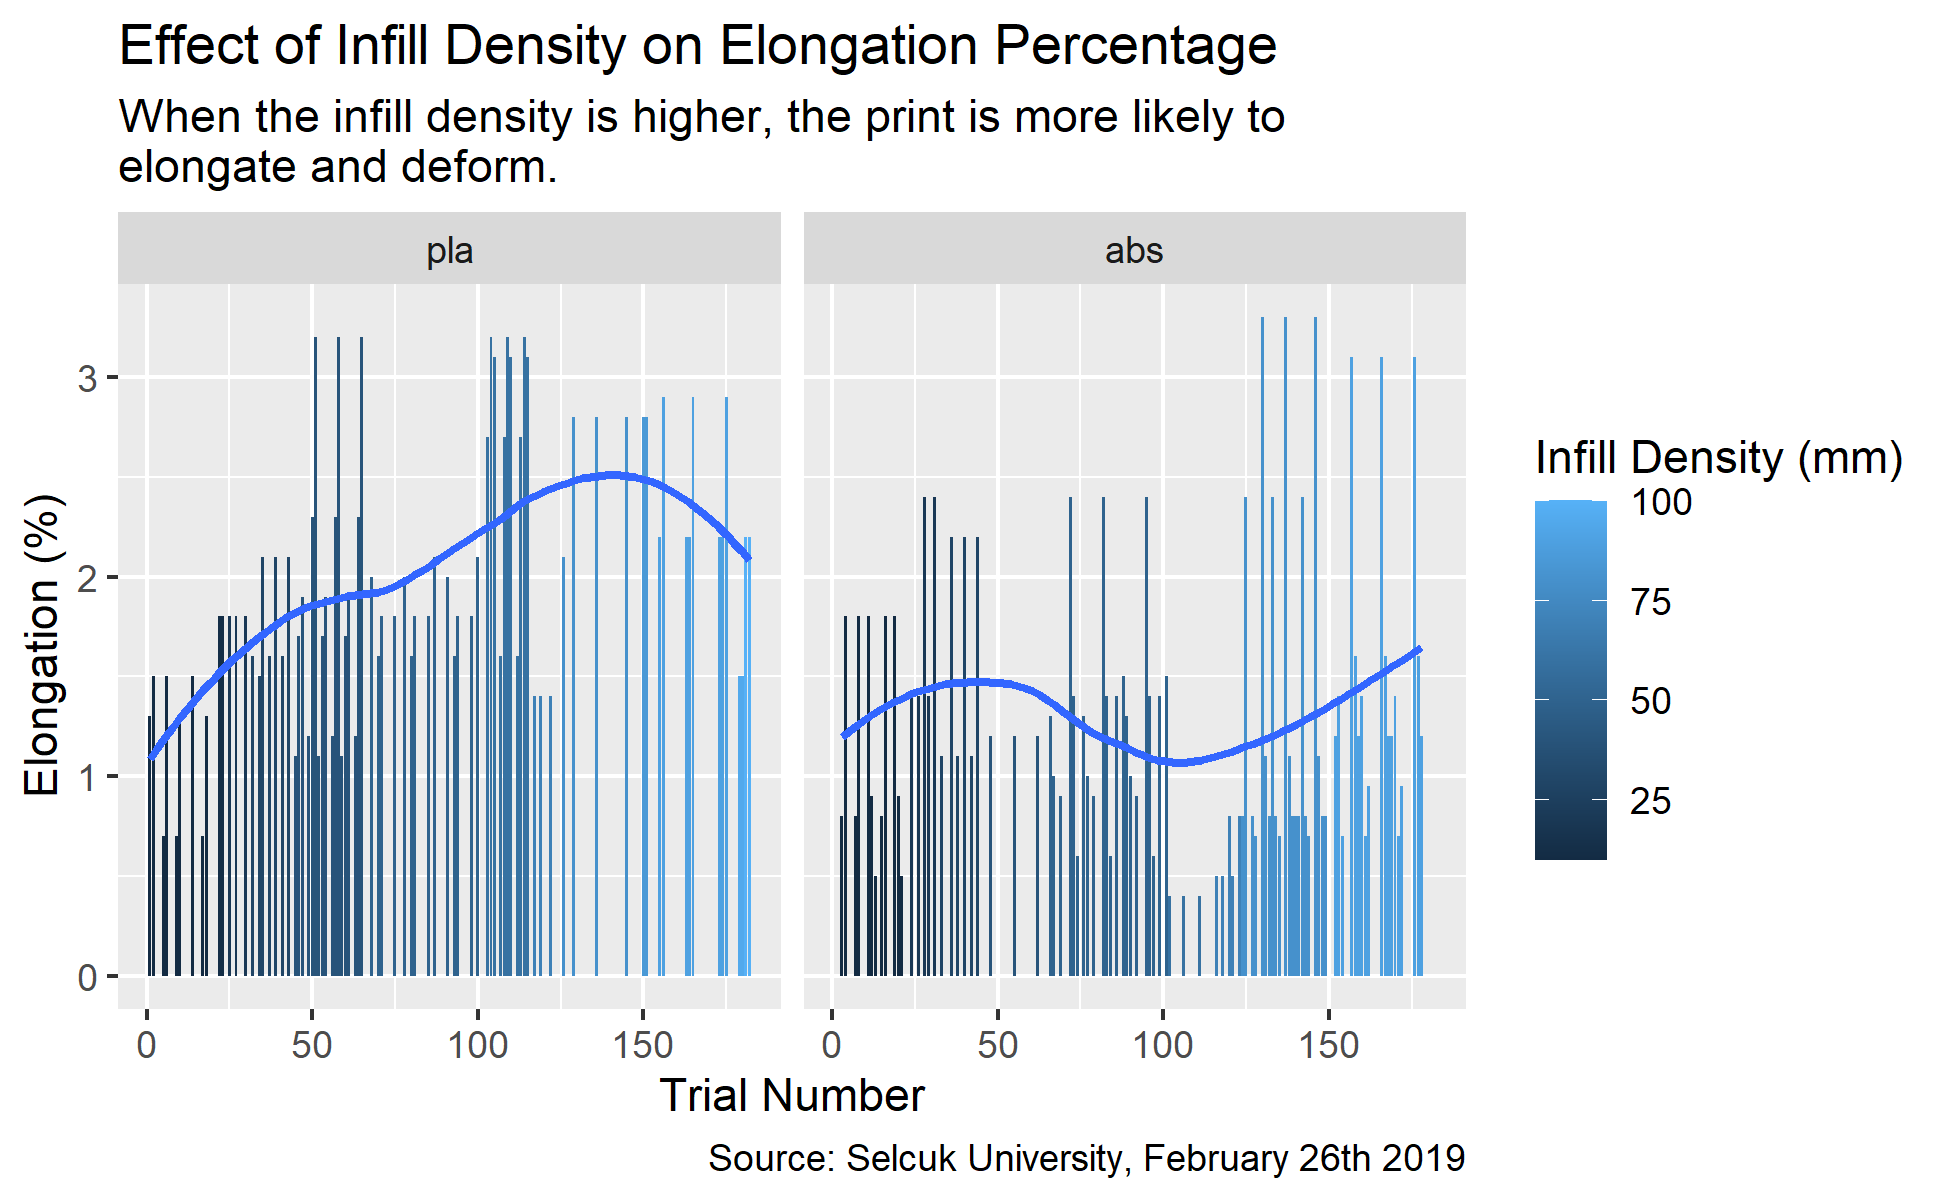 Effect of Infill Density on Elongation Percentage
When the infill density is higher, the print is more likely to
elongate and deform.
pla
abs
Elongation (%)
3
2
1
0
0
50
100
150
0
50
100
150
Trial Number
Infill Density (mm)
100
75
50
25
Source: Selcuk University, February 26th 2019